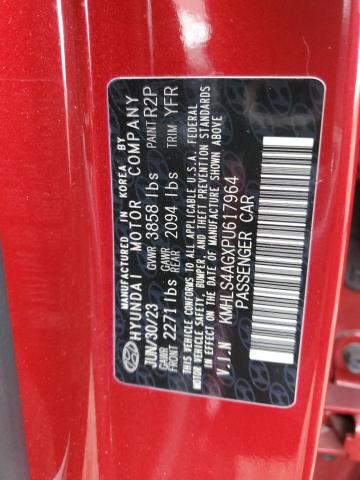 MANUFACTURED IN KOREA BY
HYUNDAI MOTOR COMPANY
JUN/30/23 GVWR 3858 lbs PAINT R2P
GAWR FRONT 2271lbs GAWR REAR 2094 lbs TRIM YFR
THIS VEHICLE CONFORMS TO ALL APPLICABLE U.S.A. FEDERAL
MOTOR VEHICLE SAFETY, BUMPER, AND THEFT PREVENTION STANDARDS
IN EFFECT ON THE DATE OF MANUFACTURE SHOWN ABOVE
V.I.N KMHLS4AGXPU617964
PASSENGER CAR